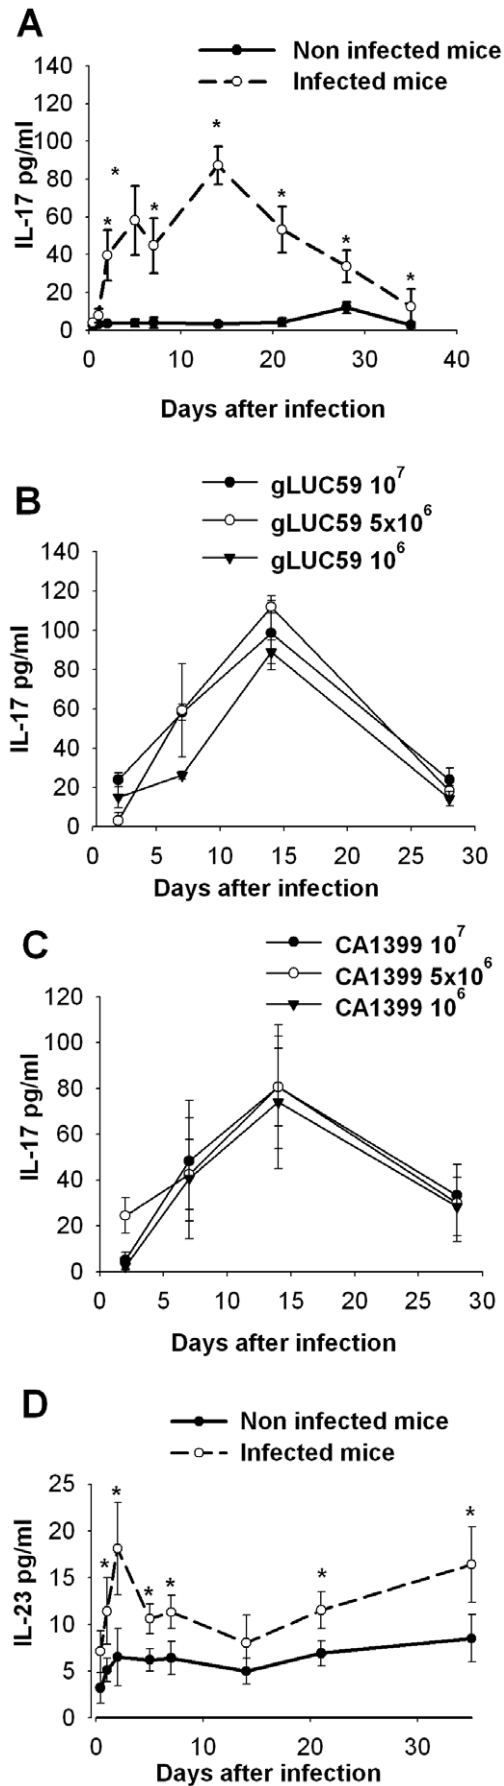 A
Non infected mice
Infected mice
140
120
100
80
60
40
20
0
IL-17 pg/ml
* * * * * * *
0 10 20 30 40
Days after infection
B
gLUC59 10^7
gLUC59 5x10^6
gLUC59 10^6
140
120
100
80
60
40
20
0
IL-17 pg/ml
0 5 10 15 20 25 30
Days after infection
C
CA1399 10^7
CA1399 5x10^6
CA1399 10^6
120
100
80
60
40
20
0
IL-17 pg/ml
0 5 10 15 20 25 30
Days after infection
D
Non infected mice
Infected mice
25
20
15
10
5
0
IL-23 pg/ml
* * * * * *
0 10 20 30
Days after infection